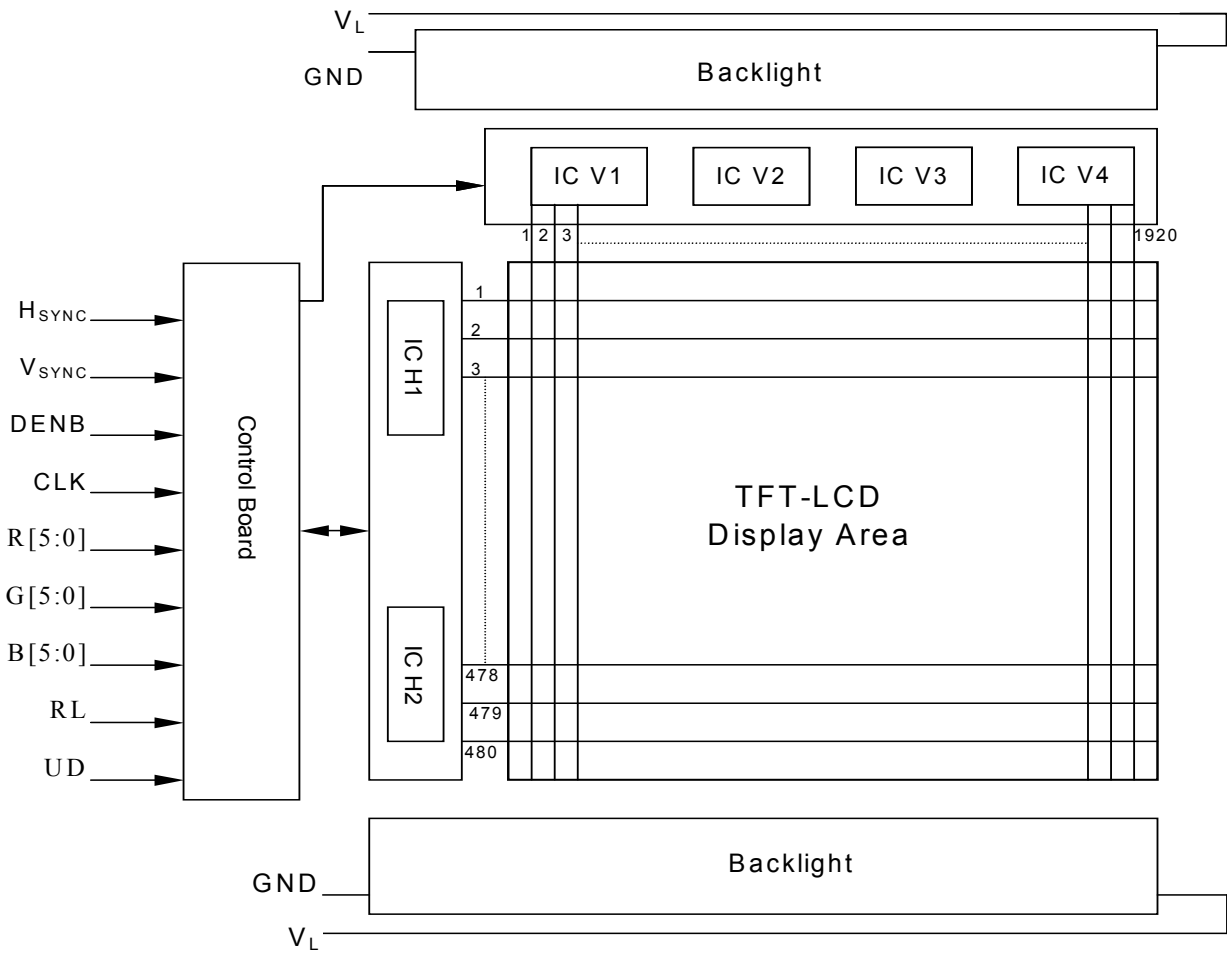 VL
GND
Backlight
IC V1
IC V2
IC V3
IC V4
1 2 3
1920
HSYNC
VSYNC
DENB
CLK
R[5:0]
G[5:0]
B[5:0]
RL
UD
Control Board
IC H1
IC H2
1
2
3
478
479
480
TFT-LCD
Display Area
Backlight
GND
VL